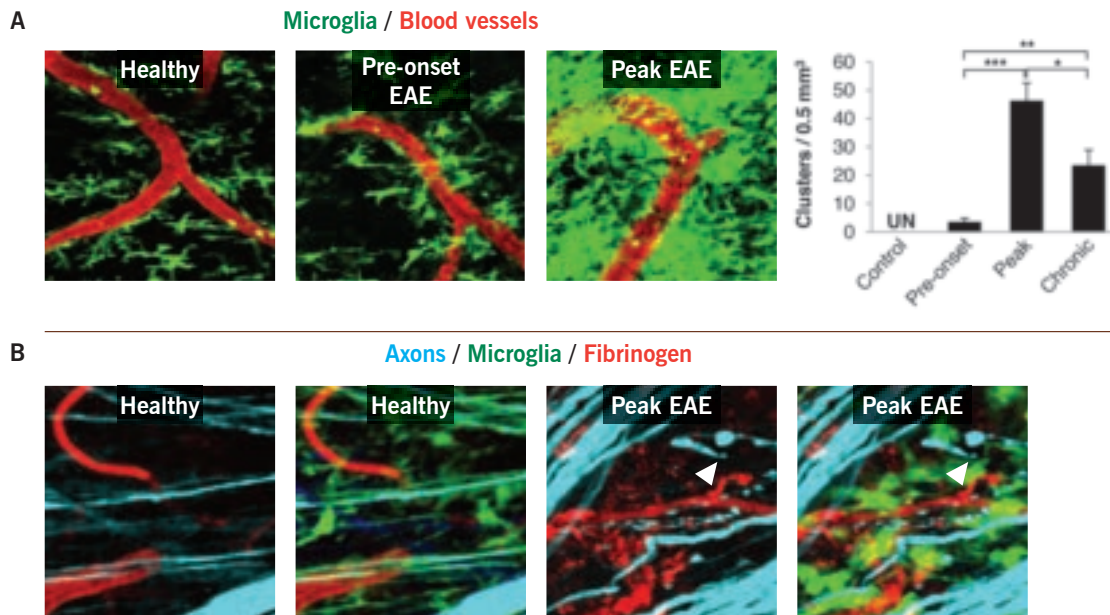 A
Microglia / Blood vessels
Healthy
Pre-onset
EAE
Peak EAE
Clusters / 0.5 mm³
60
50
40
30
20
10
0
**
***
*
UN
Control
Pre-onset
Peak
Chronic
B
Axons / Microglia / Fibrinogen
Healthy
Healthy
Peak EAE
Peak EAE